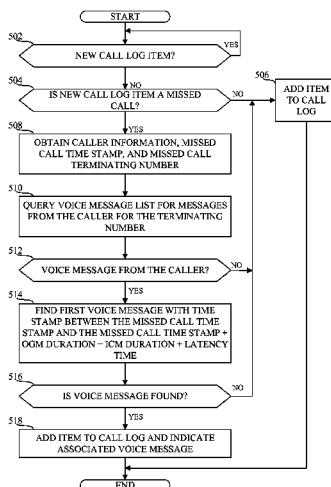 START
502
NEW CALL LOG ITEM?
YES
504
NO
IS NEW CALL LOG ITEM A MISSED
CALL?
NO
506
ADD ITEM
TO CALL
LOG
508
YES
OBTAIN CALLER INFORMATION, MISSED
CALL TIME STAMP, AND MISSED CALL
TERMINATING NUMBER
510
QUERY VOICE MESSAGE LIST FOR MESSAGES
FROM THE CALLER FOR THE TERMINATING
NUMBER
512
VOICE MESSAGE FROM THE CALLER?
NO
514
YES
FIND FIRST VOICE MESSAGE WITH TIME
STAMP BETWEEN THE MISSED CALL TIME
STAMP AND THE MISSED CALL TIME STAMP +
OGM DURATION + ICM DURATION + LATENCY
TIME
516
IS VOICE MESSAGE FOUND?
NO
518
YES
ADD ITEM TO CALL LOG AND INDICATE
ASSOCIATED VOICE MESSAGE
END